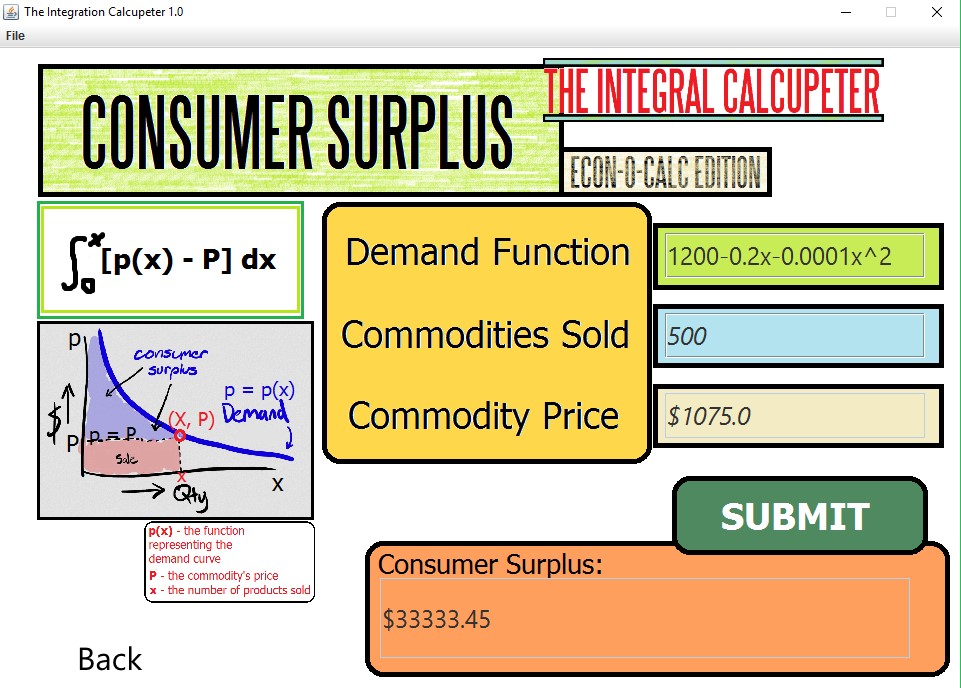 The Integration Calcupeter 1.0
File
CONSUMER SURPLUS
THE INTEGRAL CALCUPETER
ECON-O-CALC EDITION
∫₀ˣ [p(x) - P] dx
Demand Function
1200-0.2x-0.0001x^2
Commodities Sold
500
Commodity Price
$1075.0
p
consumer
surplus
p = p(x)
Demand
$
(X, P)
P
p = P
Sale
x
x
Qty
p(x) - the function
representing the
demand curve
P - the commodity's price
x - the number of products sold
SUBMIT
Consumer Surplus:
$33333.45
Back